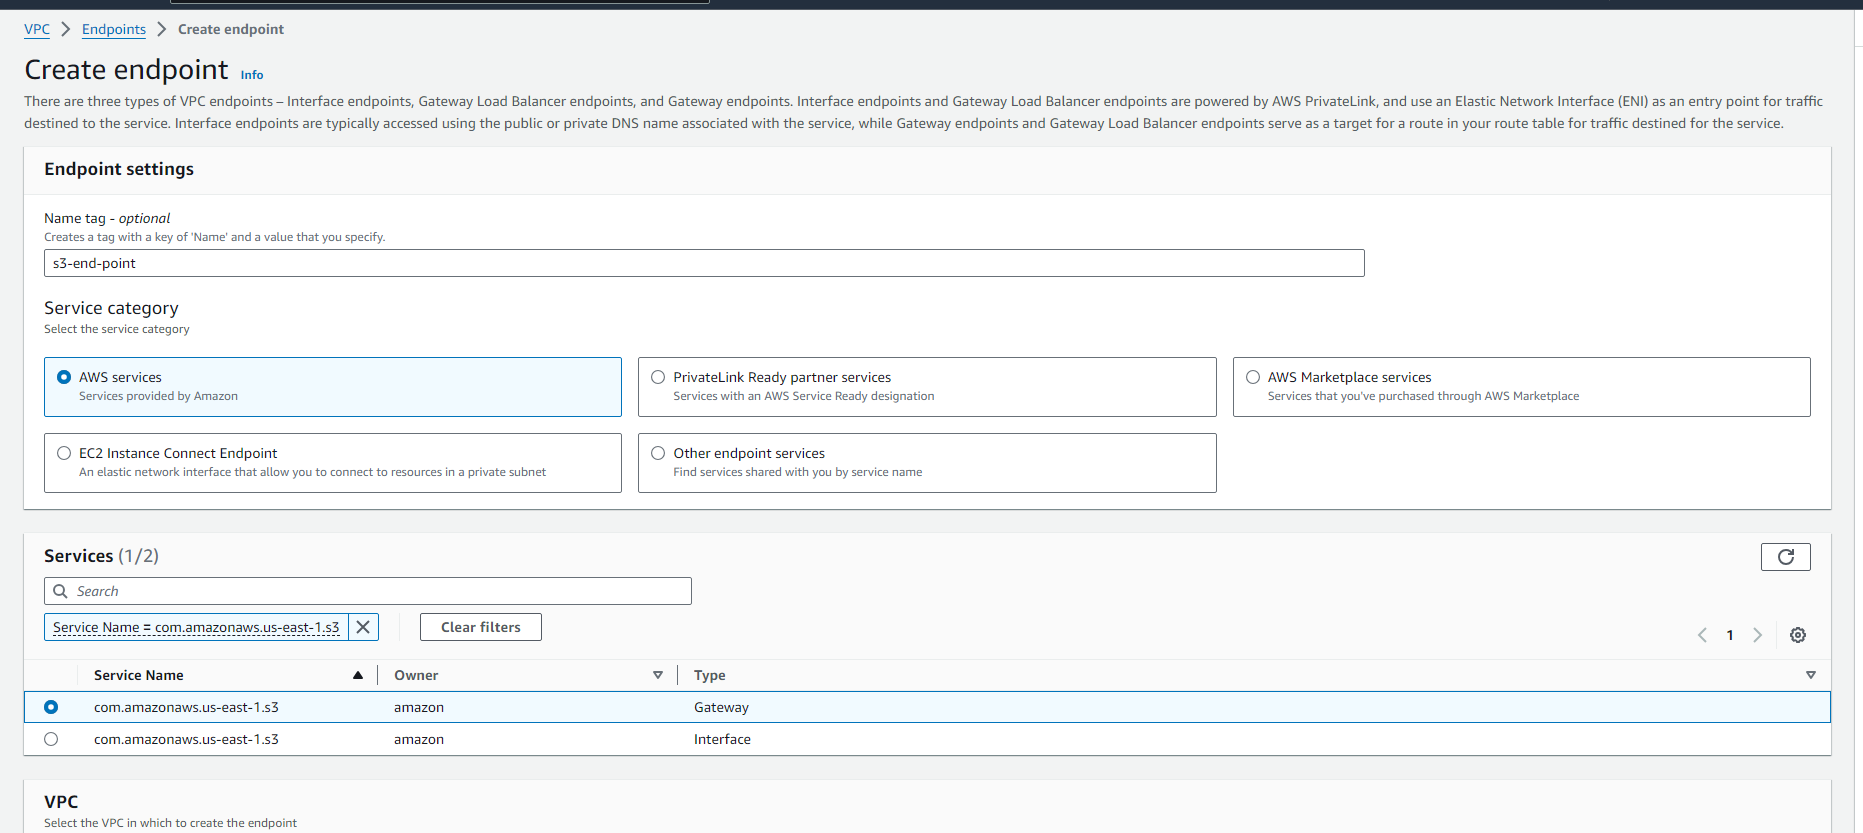 VPC > Endpoints > Create endpoint
Create endpoint Info
There are three types of VPC endpoints – Interface endpoints, Gateway Load Balancer endpoints, and Gateway endpoints. Interface endpoints and Gateway Load Balancer endpoints are powered by AWS PrivateLink, and use an Elastic Network Interface (ENI) as an entry point for traffic
destined to the service. Interface endpoints are typically accessed using the public or private DNS name associated with the service, while Gateway endpoints and Gateway Load Balancer endpoints serve as a target for a route in your route table for traffic destined for the service.
Endpoint settings
Name tag - optional
Creates a tag with a key of 'Name' and a value that you specify.
s3-end-point
Service category
Select the service category
AWS services
Services provided by Amazon
PrivateLink Ready partner services
Services with an AWS Service Ready designation
AWS Marketplace services
Services that you've purchased through AWS Marketplace
EC2 Instance Connect Endpoint
An elastic network interface that allow you to connect to resources in a private subnet
Other endpoint services
Find services shared with you by service name
Services (1/2)
Search
Service Name = com.amazonaws.us-east-1.s3
Clear filters
1
Service Name Owner Type
com.amazonaws.us-east-1.s3 amazon Gateway
com.amazonaws.us-east-1.s3 amazon Interface
VPC
Select the VPC in which to create the endpoint